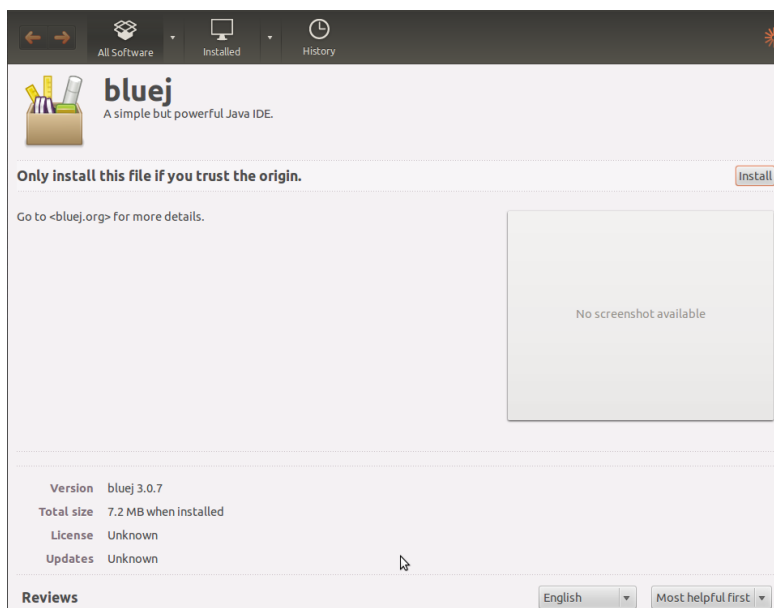 All Software
Installed
History
bluej
A simple but powerful Java IDE.
Only install this file if you trust the origin.
Install
Go to <bluej.org> for more details.
No screenshot available
Version bluej 3.0.7
Total size 7.2 MB when installed
License Unknown
Updates Unknown
Reviews
English
Most helpful first